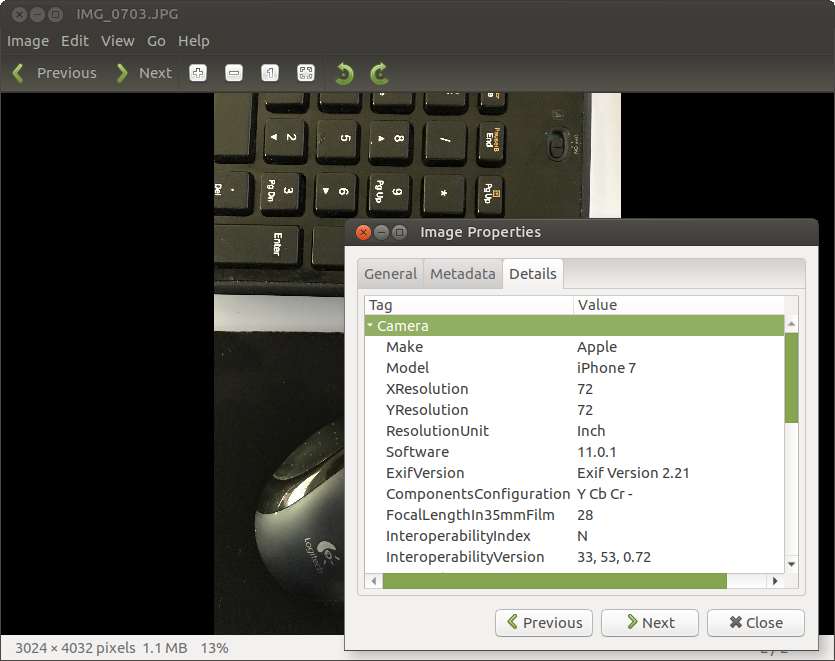 IMG_0703.JPG
Image Edit View Go Help
Previous Next
2 5 8 / End
Pg Dn 3 6 9 Pg Up * Pg Up
Del .
Enter
Logitech
Image Properties
General Metadata Details
Tag Value
Camera
Make Apple
Model iPhone 7
XResolution 72
YResolution 72
ResolutionUnit Inch
Software 11.0.1
ExifVersion Exif Version 2.21
ComponentsConfiguration Y Cb Cr -
FocalLengthIn35mmFilm 28
InteroperabilityIndex N
InteroperabilityVersion 33, 53, 0.72
Previous Next Close
3024 × 4032 pixels 1.1 MB 13%